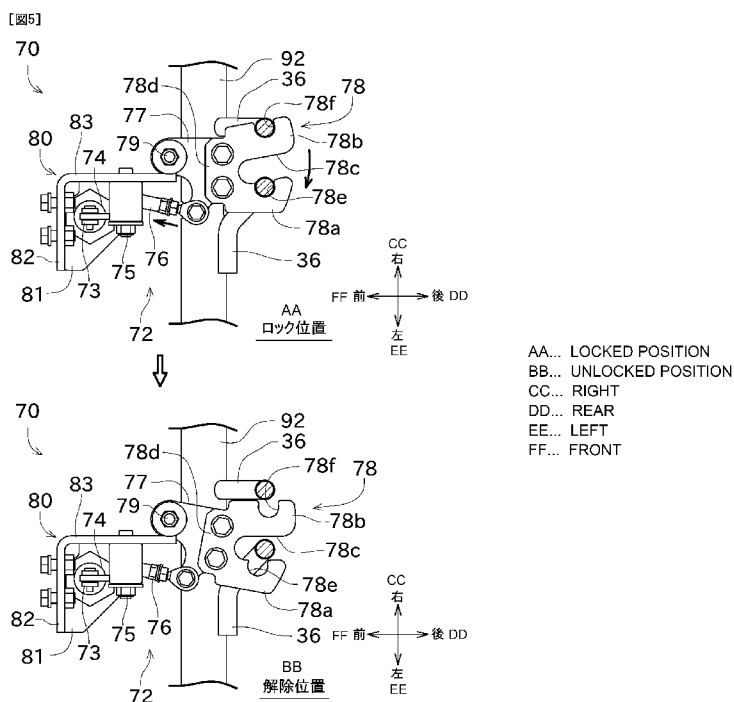 [図5]
70
92
36
78d
78f
78
77
78b
83
79
78c
80
74
78e
78a
82
75
76
36
81
73
72
CC
右
FF 前
後 DD
左
EE
AA
ロック位置
AA... LOCKED POSITION
BB... UNLOCKED POSITION
CC... RIGHT
DD... REAR
EE... LEFT
FF... FRONT
70
92
36
78d
78f
78
77
78b
83
79
78c
80
74
78e
78a
82
75
76
36
81
73
72
CC
右
FF 前
後 DD
左
EE
BB
解除位置